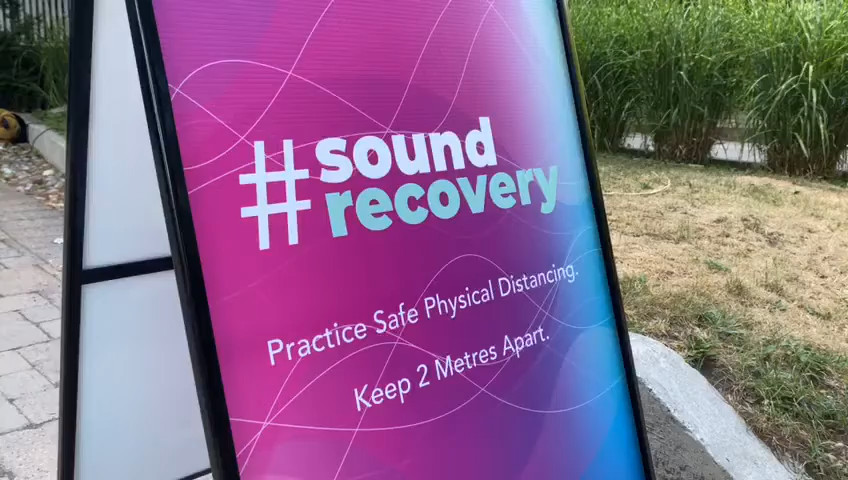 #sound
recovery
Practice Safe Physical Distancing.
Keep 2 Metres Apart.